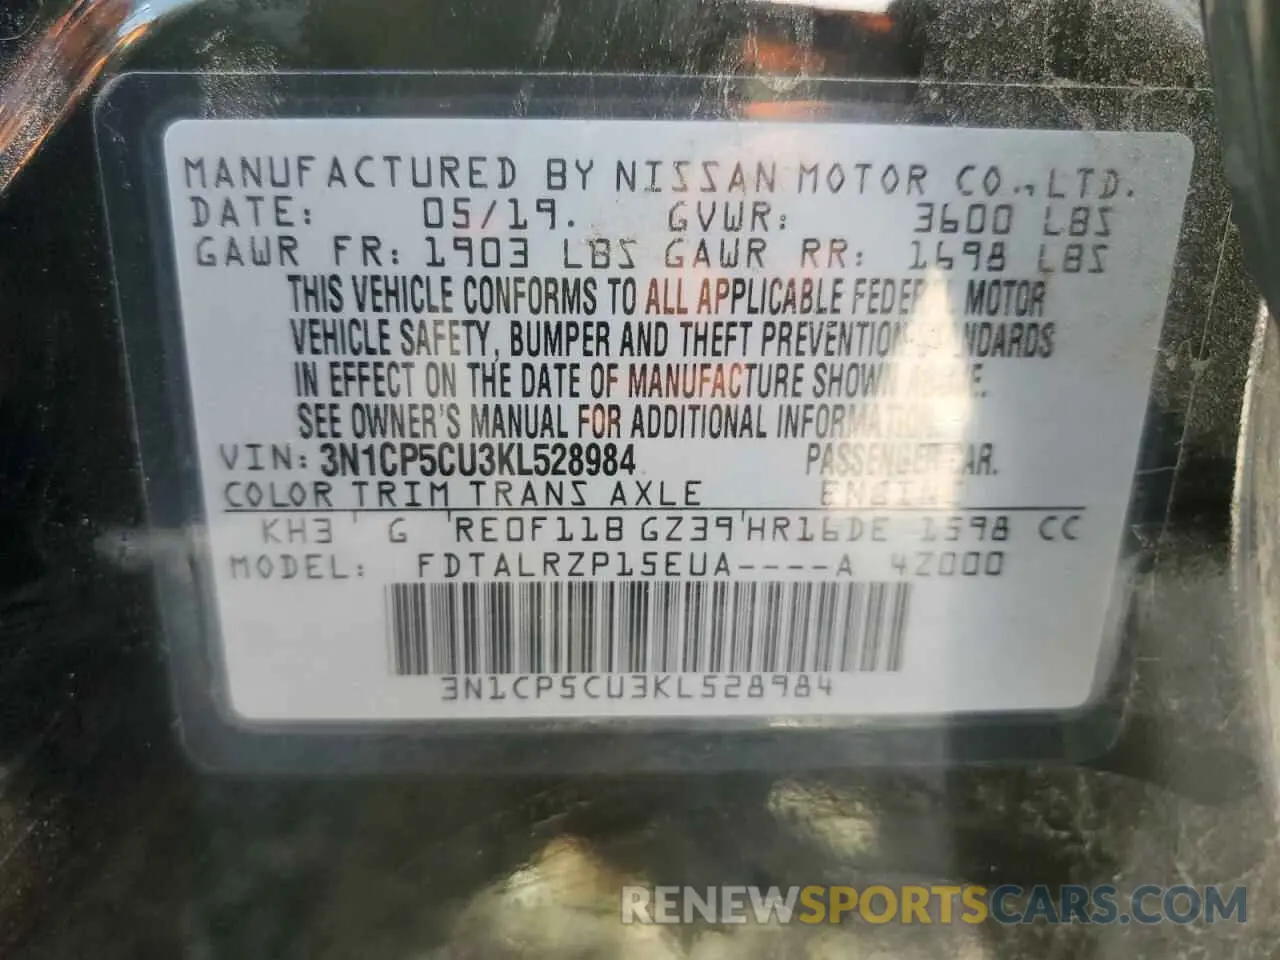 MANUFACTURED BY NISSAN MOTOR CO., LTD.
DATE: 05/19. GVWR: 3600 LBS
GAWR FR: 1903 LBS GAWR RR: 1698 LBS
THIS VEHICLE CONFORMS TO ALL APPLICABLE FEDERAL MOTOR
VEHICLE SAFETY, BUMPER AND THEFT PREVENTION STANDARDS
IN EFFECT ON THE DATE OF MANUFACTURE SHOWN ABOVE.
SEE OWNER'S MANUAL FOR ADDITIONAL INFORMATION.
VIN: 3N1CP5CU3KL528984 PASSENGER CAR.
COLOR TRIM TRANS AXLE ENGINE
KH3 G RE0F11B GZ39 HR16DE 1598 CC
MODEL: FDTALRZP15EUA----A 4Z000
3N1CP5CU3KL528984
RENEWSPORTSCARS.COM